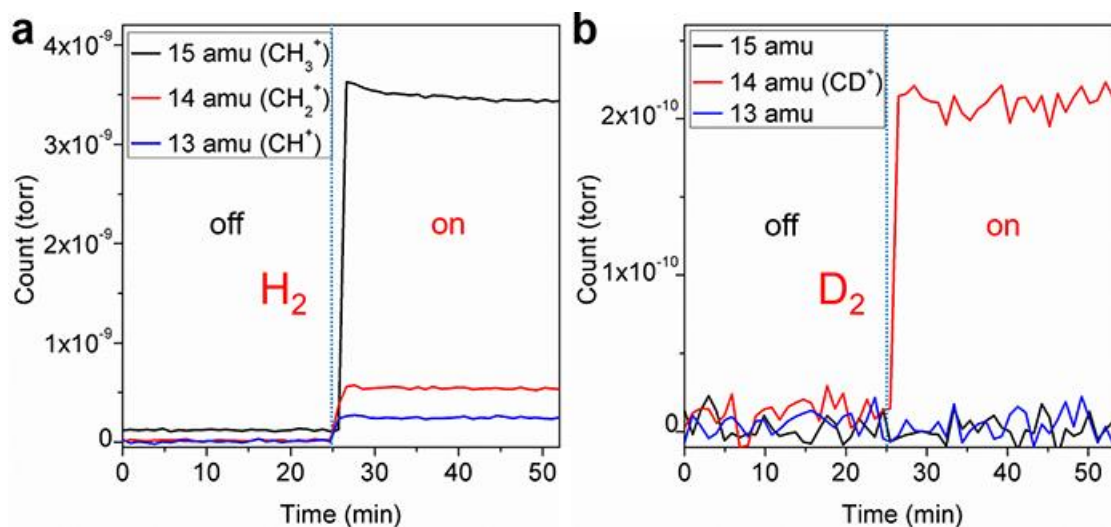 a
4x10⁻⁹
3x10⁻⁹
2x10⁻⁹
1x10⁻⁹
0
Count (torr)
15 amu (CH₃⁺)
14 amu (CH₂⁺)
13 amu (CH⁺)
off
on
H₂
0 10 20 30 40 50
Time (min)
b
2x10⁻¹⁰
1x10⁻¹⁰
0
Count (torr)
15 amu
14 amu (CD⁺)
13 amu
off
on
D₂
0 10 20 30 40 50
Time (min)